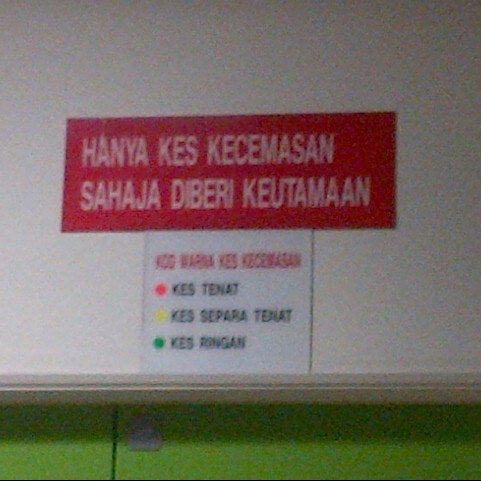 HANYA KES KECEMASAN
SAHAJA DIBERI KEUTAMAAN
KOD WARNA KES KECEMASAN
KES TENAT
KES SEPARA TENAT
KES RINGAN